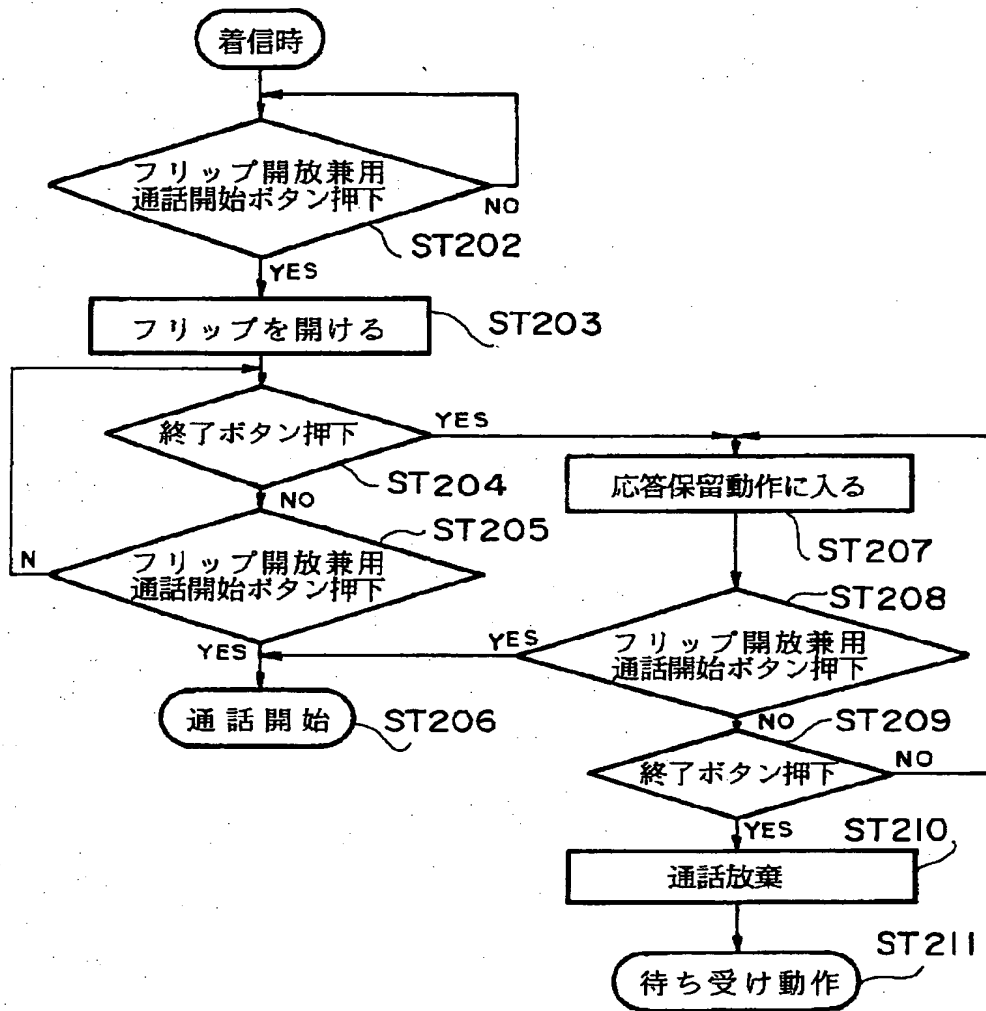 着信時
フリップ開放兼用
通話開始ボタン押下
NO
ST202
YES
フリップを開ける
ST203
終了ボタン押下
YES
ST204
NO
応答保留動作に入る
ST207
ST205
フリップ開放兼用
通話開始ボタン押下
N
YES
ST208
フリップ開放兼用
通話開始ボタン押下
YES
通話開始
ST206
NO
ST209
終了ボタン押下
NO
YES
ST210
通話放棄
ST211
待ち受け動作